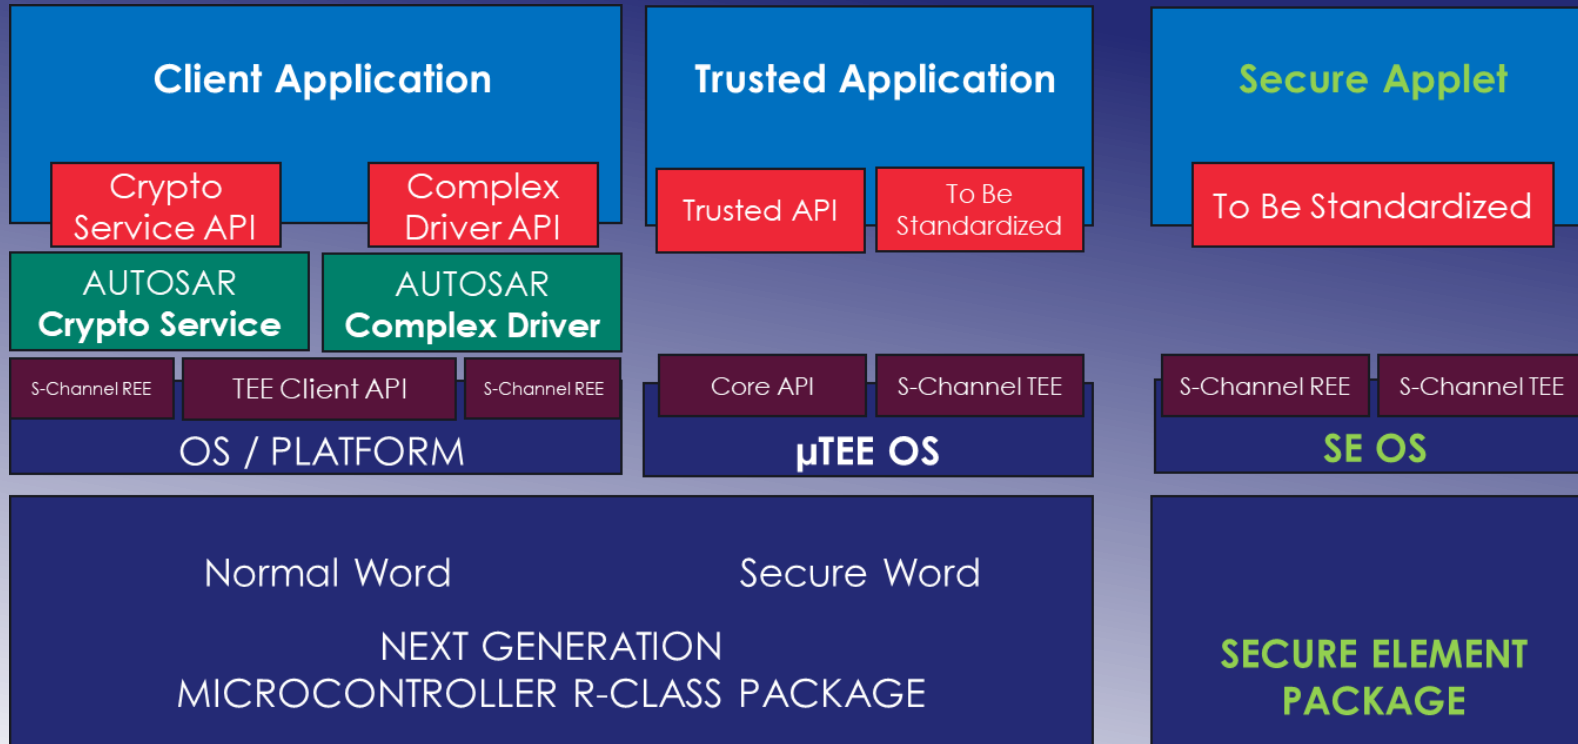 Client Application
Trusted Application
Secure Applet
Crypto
Service API
Complex
Driver API
Trusted API
To Be
Standardized
To Be Standardized
AUTOSAR
Crypto Service
AUTOSAR
Complex Driver
S-Channel REE
TEE Client API
S-Channel REE
Core API
S-Channel TEE
S-Channel REE
S-Channel TEE
OS / PLATFORM
µTEE OS
SE OS
Normal Word
Secure Word
NEXT GENERATION
MICROCONTROLLER R-CLASS PACKAGE
SECURE ELEMENT
PACKAGE